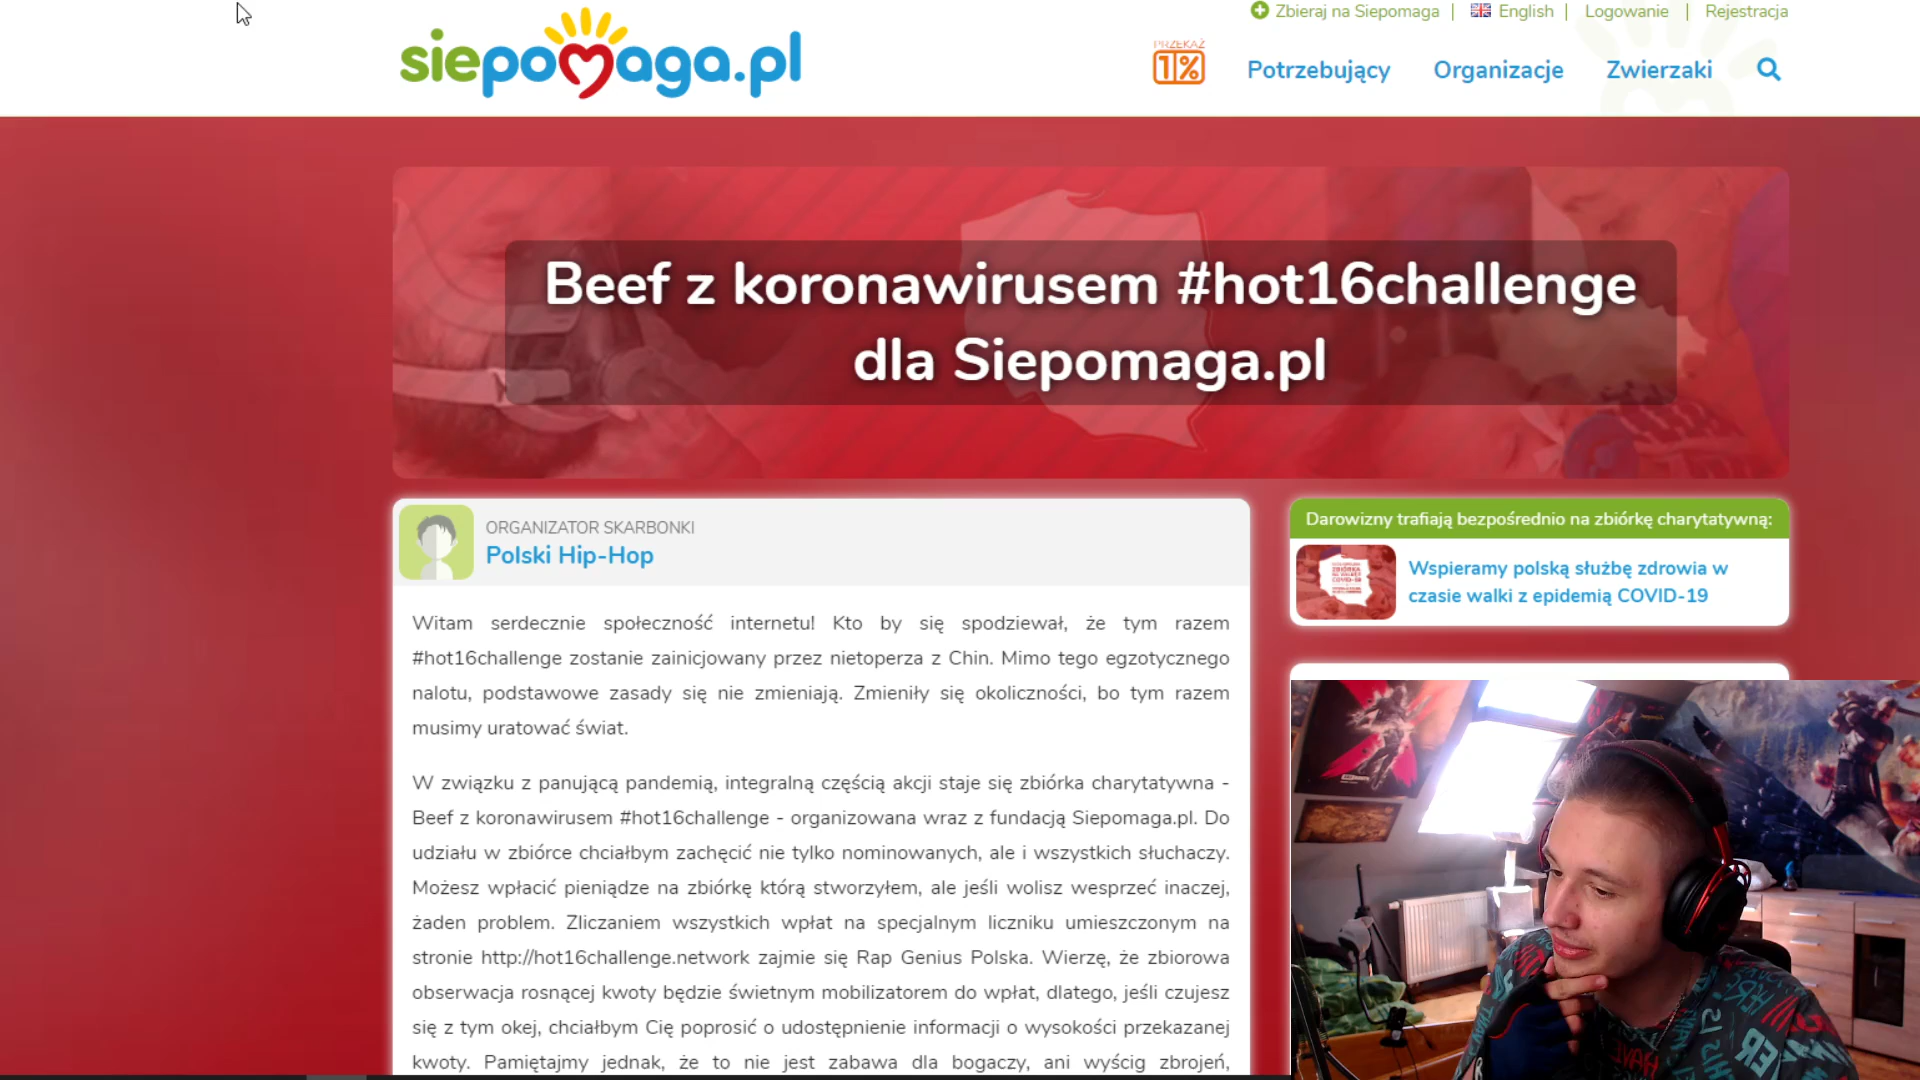 Zbieraj na Siepomaga | English | Logowanie | Rejestracja
siepomaga.pl
PRZEKAŻ
1%
Potrzebujący Organizacje Zwierzaki
Beef z koronawirusem #hot16challenge
dla Siepomaga.pl
ORGANIZATOR SKARBONKI
Polski Hip-Hop
Witam serdecznie społeczność internetu! Kto by się spodziewał, że tym razem
#hot16challenge zostanie zainicjowany przez nietoperza z Chin. Mimo tego egzotycznego
nalotu, podstawowe zasady się nie zmieniają. Zmieniły się okoliczności, bo tym razem
musimy uratować świat.
W związku z panującą pandemią, integralną częścią akcji staje się zbiórka charytatywna -
Beef z koronawirusem #hot16challenge - organizowana wraz z fundacją Siepomaga.pl. Do
udziału w zbiórce chciałbym zachęcić nie tylko nominowanych, ale i wszystkich słuchaczy.
Możesz wpłacić pieniądze na zbiórkę którą stworzyłem, ale jeśli wolisz wesprzeć inaczej,
żaden problem. Zliczaniem wszystkich wpłat na specjalnym liczniku umieszczonym na
stronie http://hot16challenge.network zajmie się Rap Genius Polska. Wierzę, że zbiorowa
obserwacja rosnącej kwoty będzie świetnym mobilizatorem do wpłat, dlatego, jeśli czujesz
się z tym okej, chciałbym Cię poprosić o udostępnienie informacji o wysokości przekazanej
kwoty. Pamiętajmy jednak, że to nie jest zabawa dla bogaczy, ani wyścig zbrojeń,
Darowizny trafiają bezpośrednio na zbiórkę charytatywną:
Wspieramy polską służbę zdrowia w
czasie walki z epidemią COVID-19